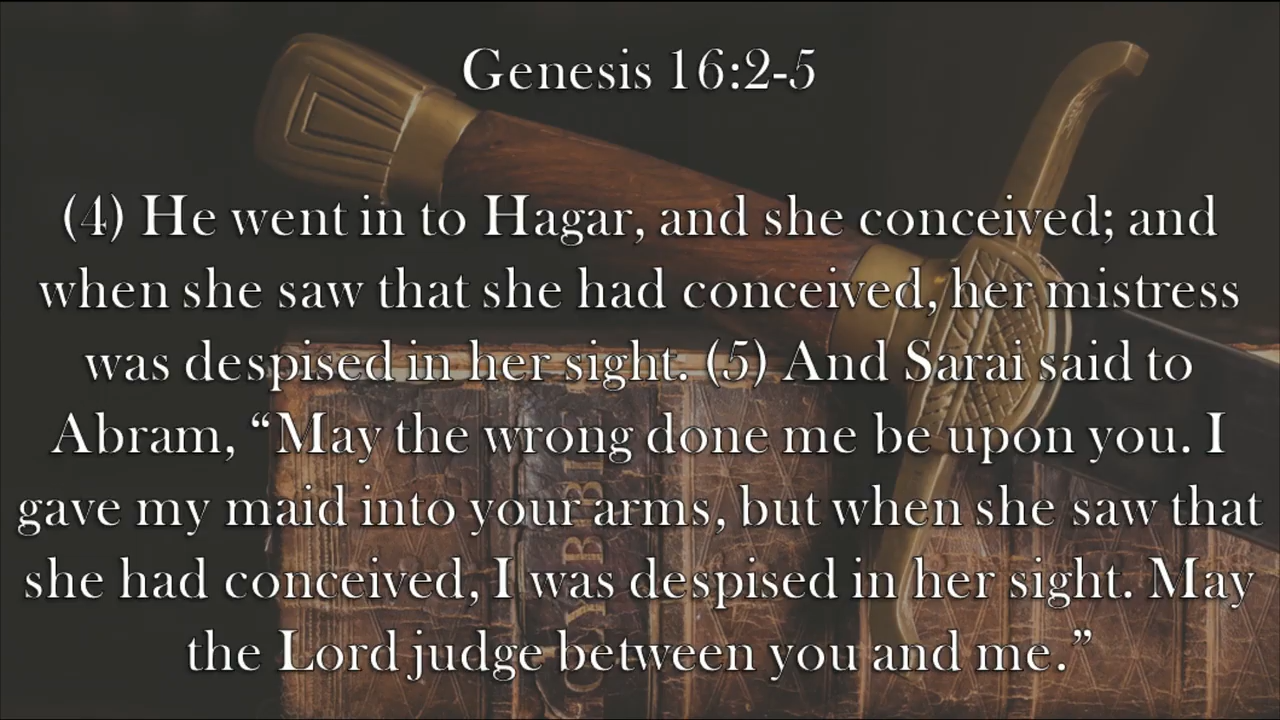 Genesis 16:2-5
(4) He went in to Hagar, and she conceived; and
when she saw that she had conceived, her mistress
was despised in her sight. (5) And Sarai said to
Abram, “May the wrong done me be upon you. I
gave my maid into your arms, but when she saw that
she had conceived, I was despised in her sight. May
the Lord judge between you and me.”